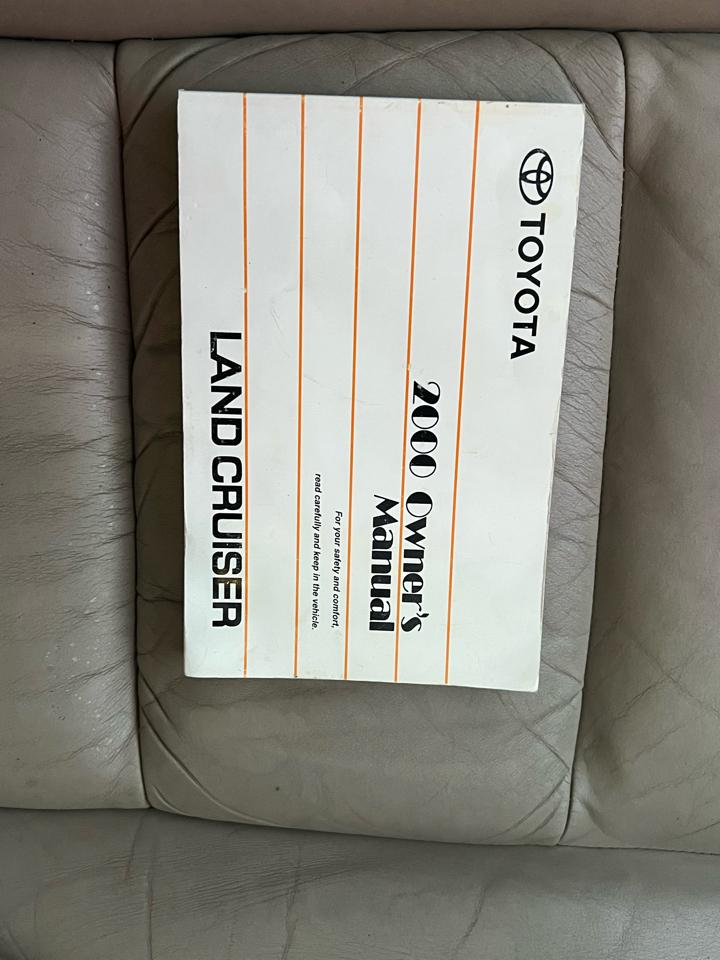 TOYOTA
2000 Owner's
Manual
For your safety and comfort,
read carefully and keep in the vehicle.
LAND CRUISER